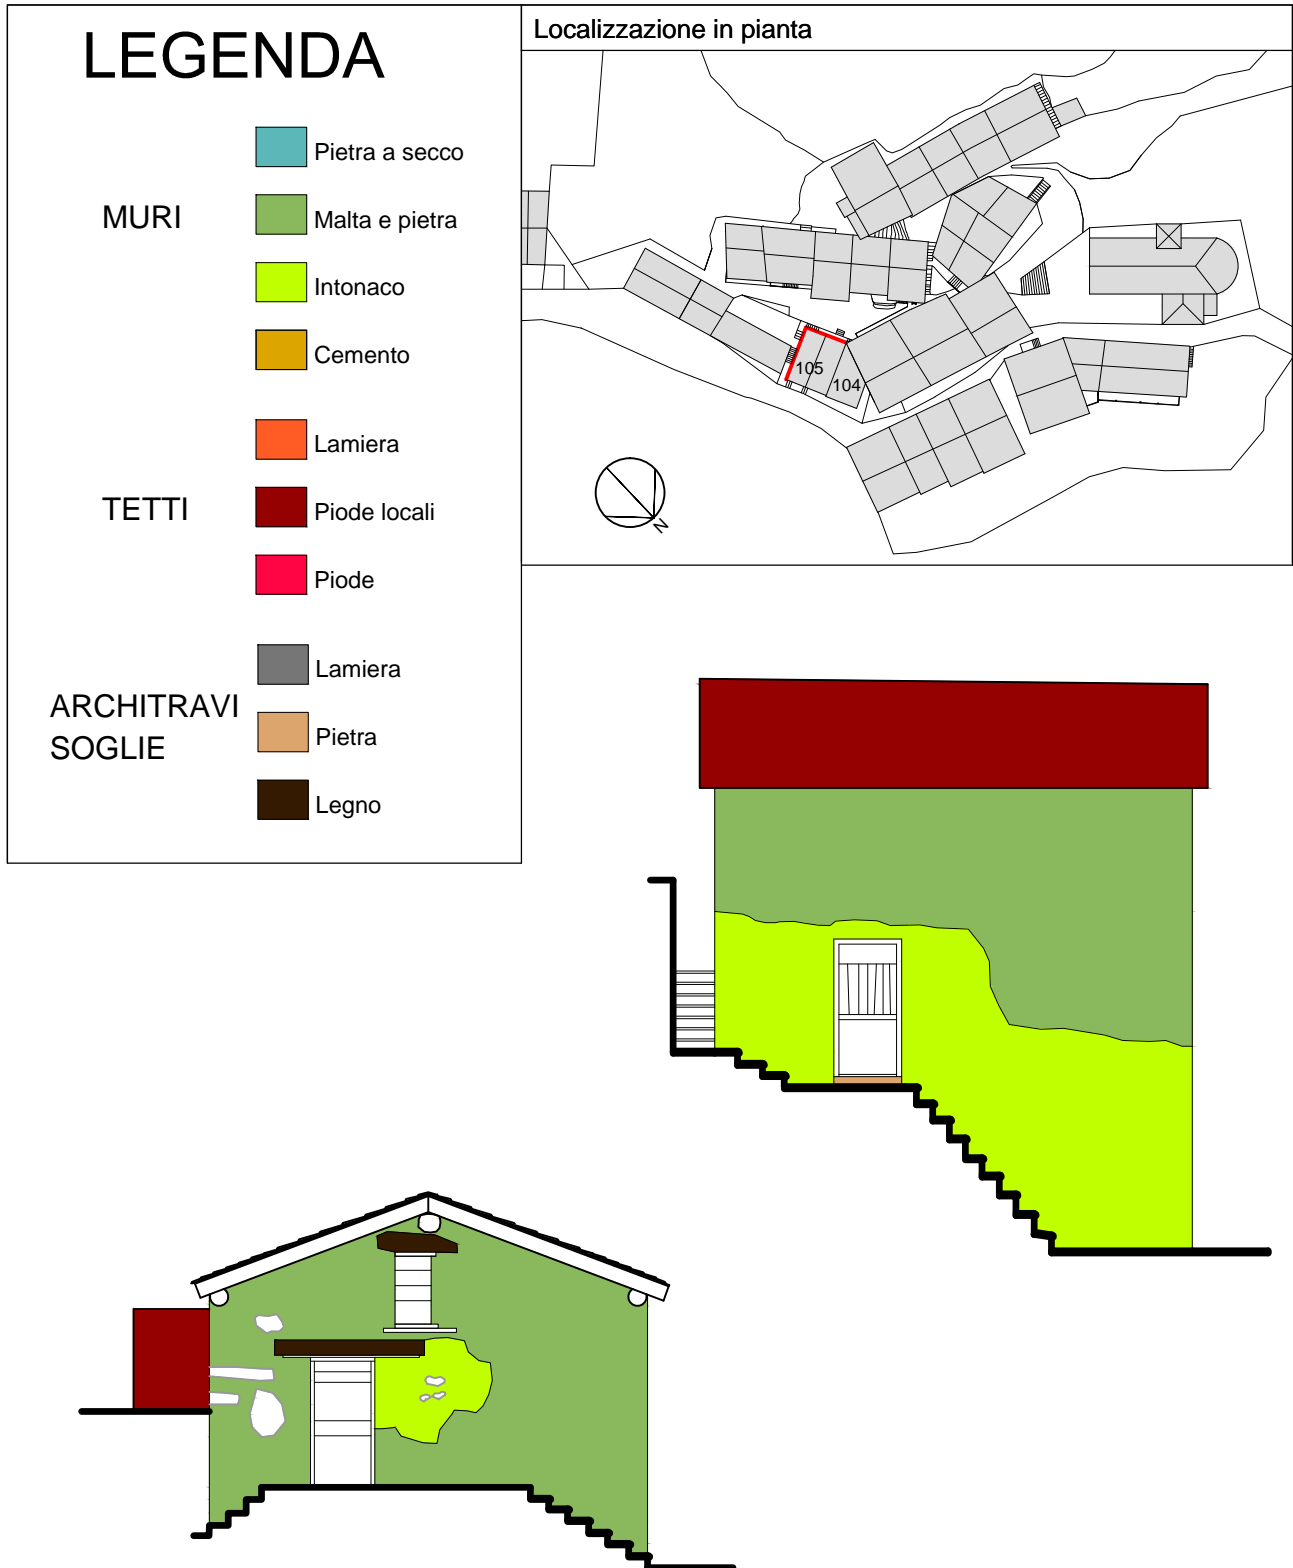 LEGENDA
MURI
Pietra a secco
Malta e pietra
Intonaco
Cemento
TETTI
Lamiera
Piode locali
Piode
ARCHITRAVI
SOGLIE
Lamiera
Pietra
Legno
Localizzazione in pianta
105
104
N